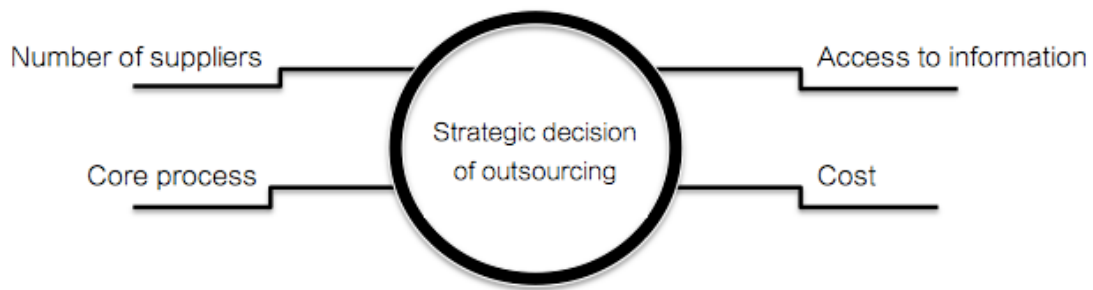 Number of suppliers
Access to information
Strategic decision
of outsourcing
Core process
Cost